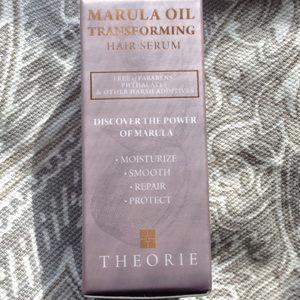 MARULA OIL
TRANSFORMING
HAIR SERUM
FREE of PARABENS,
PHTHALATES
& OTHER HARSH ADDITIVES
DISCOVER THE POWER
OF MARULA
• MOISTURIZE
• SMOOTH
• REPAIR
• PROTECT
THEORIE